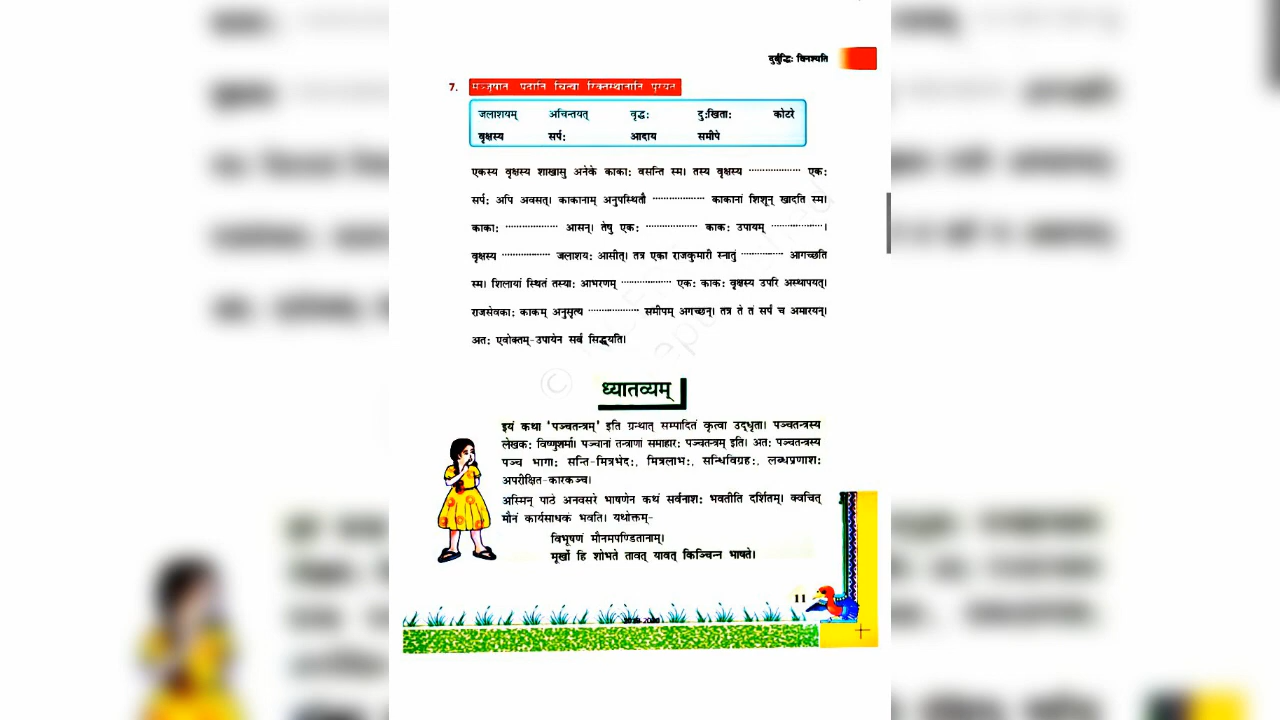 दुर्बुद्धिः विनश्यति
7. मञ्जूषातः पदानि चित्वा रिक्तस्थानानि पूरयत
जलाशयम् अचिन्तयत् वृद्धः दुःखिताः कोटरे
वृक्षस्य सर्पः आदाय समीपे
एकस्य वृक्षस्य शाखासु अनेके काकाः वसन्ति स्म। तस्य वृक्षस्य ................. एकः
सर्पः अपि अवसत्। काकानाम् अनुपस्थितौ ................. काकानां शिशून् खादति स्म।
काकाः ................. आसन्। तेषु एकः ................. काकः उपायम् .................।
वृक्षस्य ................ जलाशयः आसीत्। तत्र एका राजकुमारी स्नातुं .............. आगच्छति
स्म। शिलायां स्थितं तस्याः आभरणम् ................ एकः काकः वृक्षस्य उपरि अस्थापयत्।
राजसेवकाः काकम् अनुसृत्य ................. समीपम् अगच्छन्। तत्र ते तं सर्पं च अमारयन्।
अतः एवोक्तम्-उपायेन सर्वं सिद्ध्यति।
ध्यातव्यम्
इयं कथा 'पञ्चतन्त्रम्' इति ग्रन्थात् सम्पादितं कृत्वा उद्धृता। पञ्चतन्त्रस्य
लेखकः विष्णुशर्मा। पञ्चानां तन्त्राणां समाहारः पञ्चतन्त्रम् इति। अतः पञ्चतन्त्रस्य
पञ्च भागाः सन्ति-मित्रभेदः, मित्रलाभः, सन्धिविग्रहः, लब्धप्रणाशः
अपरीक्षित-कारकञ्च।
अस्मिन् पाठे अनवसरे भाषणेन कथं सर्वनाशः भवतीति दर्शितम्। क्वचित्
मौनं कार्यसाधकं भवति। यथोक्तम्-
विभूषणं मौनमपण्डितानाम्।
मूर्खो हि शोभते तावत् यावत् किञ्चिन्न भाषते।
11